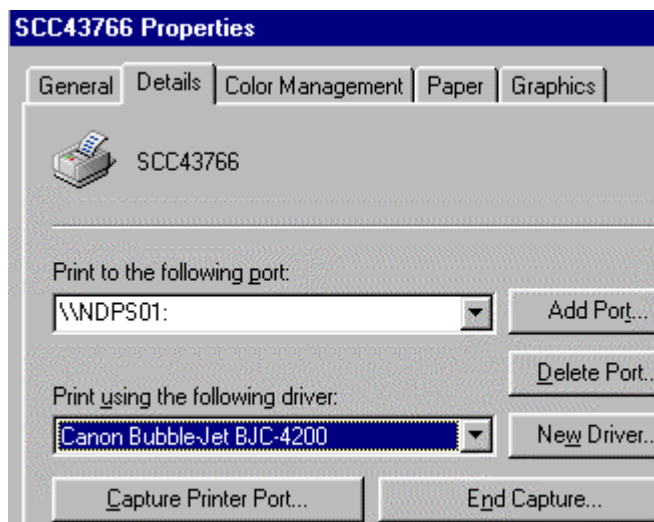 SCC43766 Properties
General Details Color Management Paper Graphics
SCC43766
Print to the following port:
\\NDPS01: Add Port...
Delete Port..
Print using the following driver:
Canon Bubble-Jet BJC-4200 New Driver..
Capture Printer Port... End Capture...